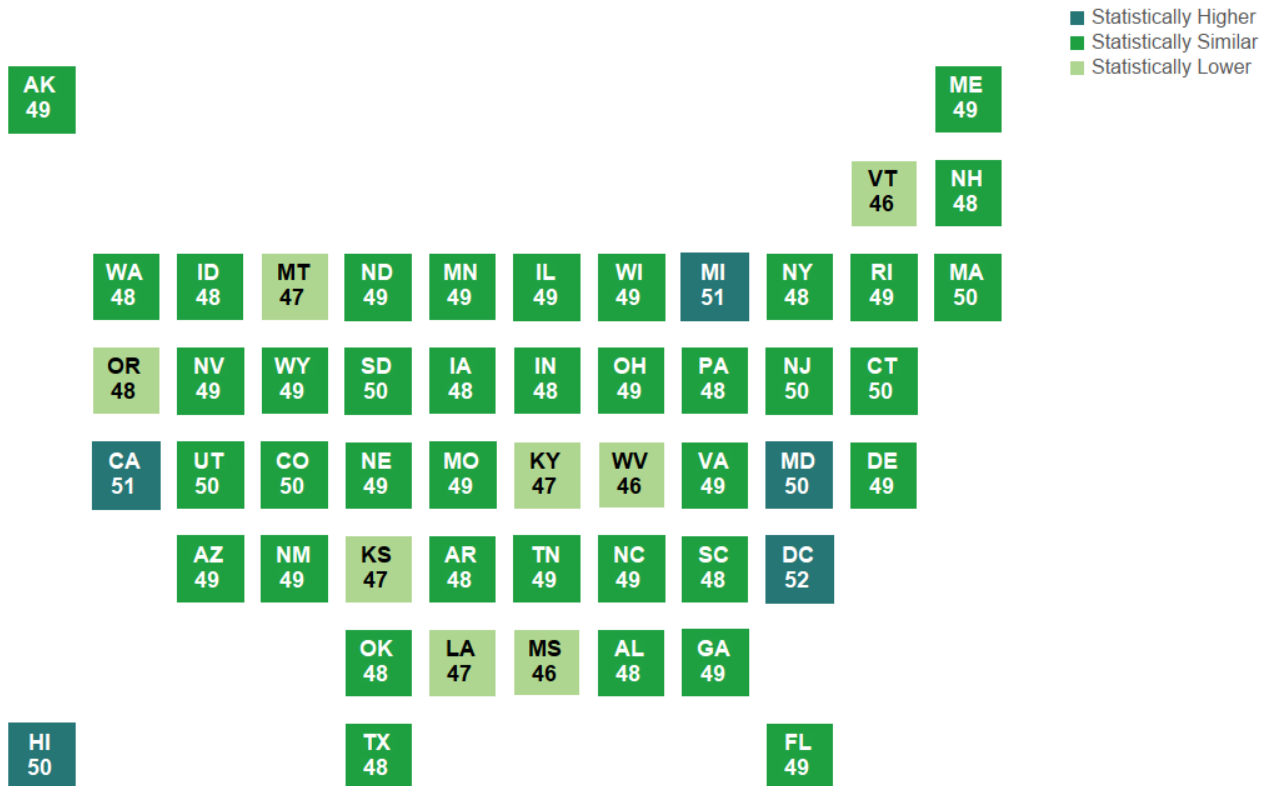 Statistically Higher
Statistically Similar
Statistically Lower
AK
49
ME
49
VT
46
NH
48
WA
48
ID
48
MT
47
ND
49
MN
49
IL
49
WI
49
MI
51
NY
48
RI
49
MA
50
OR
48
NV
49
WY
49
SD
50
IA
48
IN
48
OH
49
PA
48
NJ
50
CT
50
CA
51
UT
50
CO
50
NE
49
MO
49
KY
47
WV
46
VA
49
MD
50
DE
49
AZ
49
NM
49
KS
47
AR
48
TN
49
NC
49
SC
48
DC
52
OK
48
LA
47
MS
46
AL
48
GA
49
HI
50
TX
48
FL
49